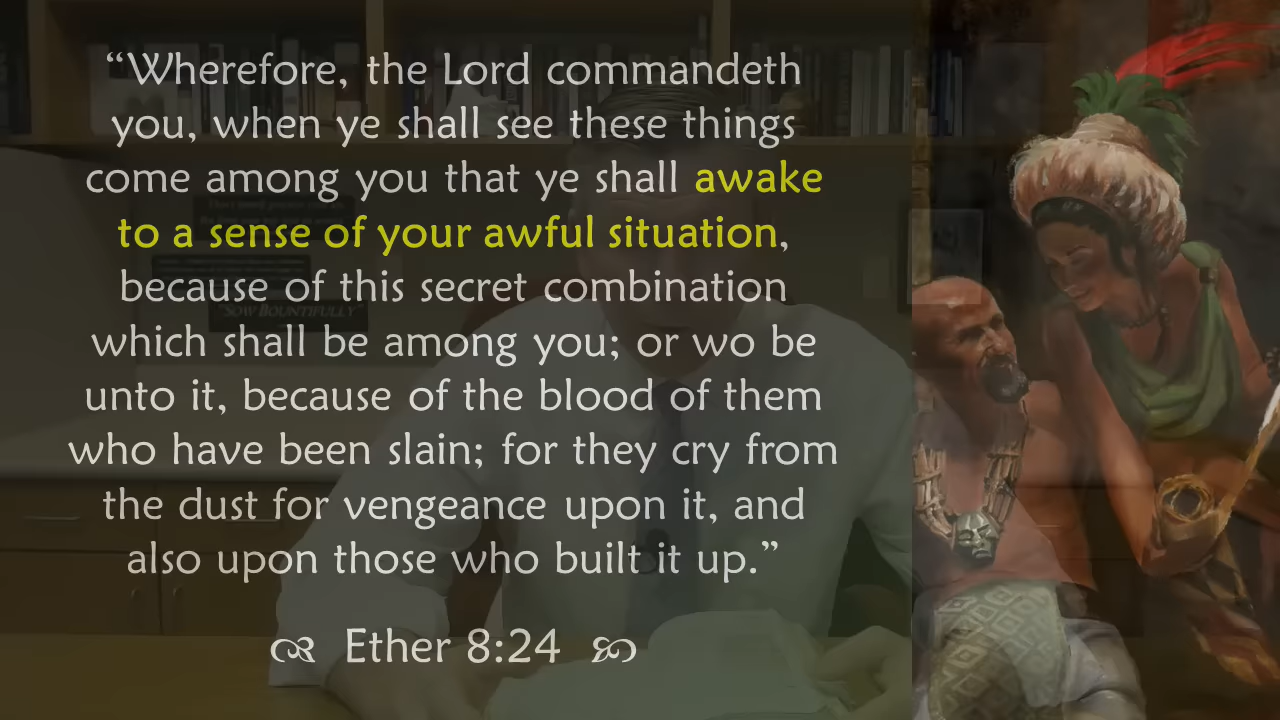 “Wherefore, the Lord commandeth
you, when ye shall see these things
come among you that ye shall awake
to a sense of your awful situation,
because of this secret combination
which shall be among you; or wo be
unto it, because of the blood of them
who have been slain; for they cry from
the dust for vengeance upon it, and
also upon those who built it up.”
Ether 8:24
"SOW BOUNTIFULLY"